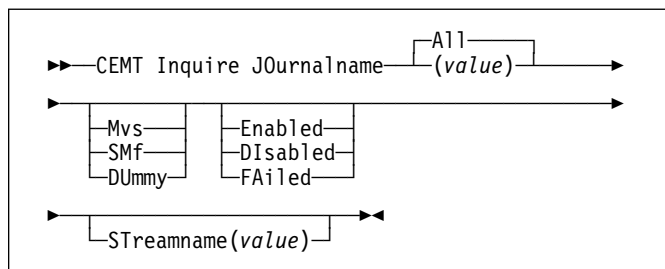 All
CEMT Inquire JOurnalname (value)
Mvs Enabled
SMf DIsabled
DUmmy FAiled
STreamname(value)